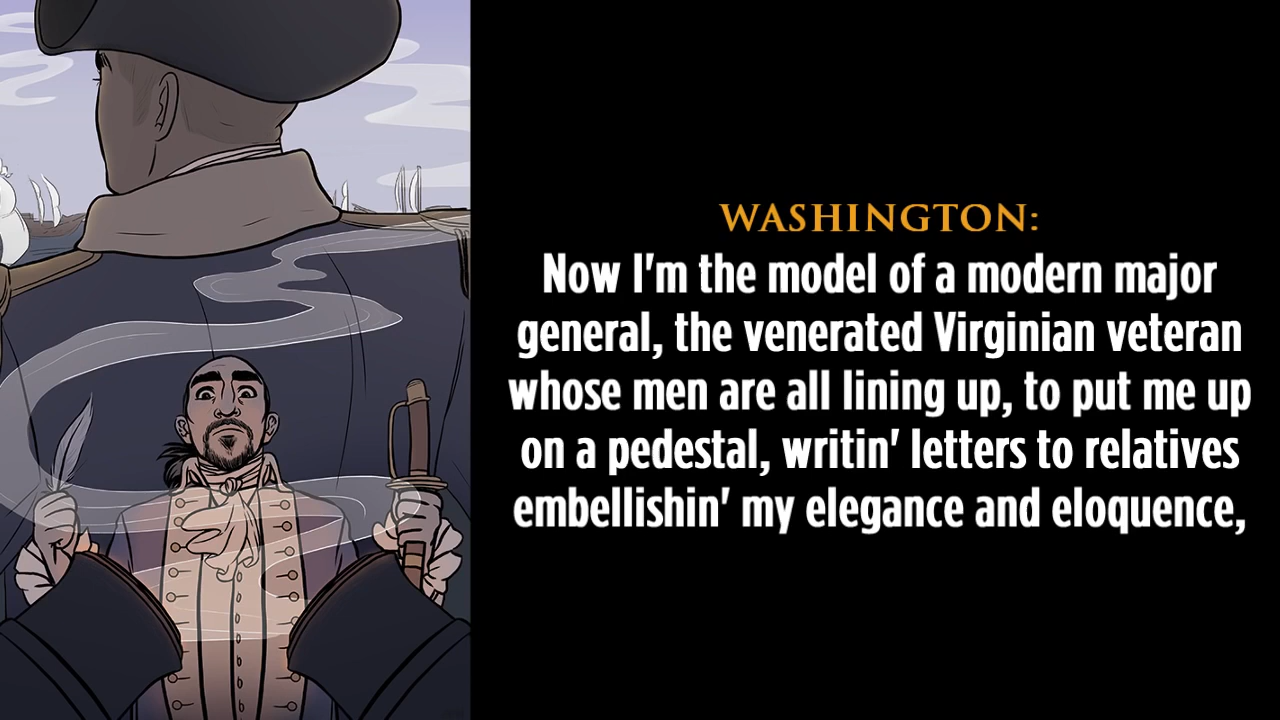 WASHINGTON:
Now I'm the model of a modern major
general, the venerated Virginian veteran
whose men are all lining up, to put me up
on a pedestal, writin' letters to relatives
embellishin' my elegance and eloquence,